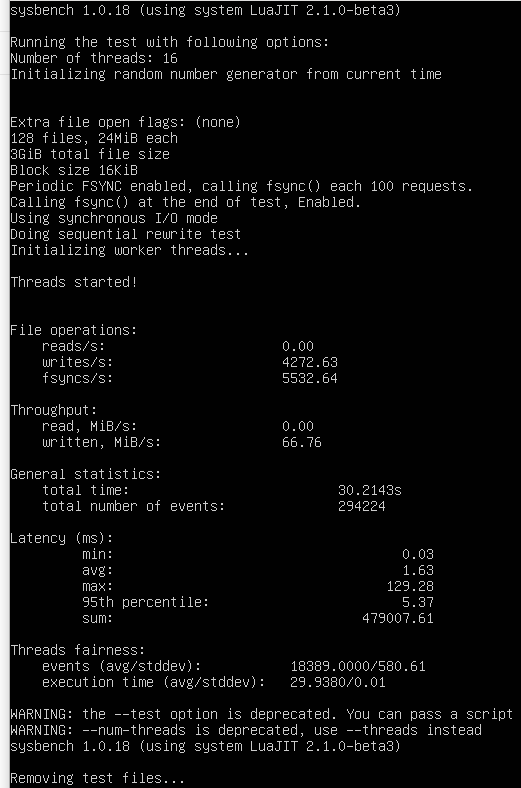 sysbench 1.0.18 (using system LuaJIT 2.1.0-beta3)
Running the test with following options:
Number of threads: 16
Initializing random number generator from current time
Extra file open flags: (none)
128 files, 24MiB each
3GiB total file size
Block size 16KiB
Periodic FSYNC enabled, calling fsync() each 100 requests.
Calling fsync() at the end of test, Enabled.
Using synchronous I/O mode
Doing sequential rewrite test
Initializing worker threads...
Threads started!
File operations:
reads/s: 0.00
writes/s: 4272.63
fsyncs/s: 5532.64
Throughput:
read, MiB/s: 0.00
written, MiB/s: 66.76
General statistics:
total time: 30.2143s
total number of events: 294224
Latency (ms):
min: 0.03
avg: 1.63
max: 129.28
95th percentile: 5.37
sum: 479007.61
Threads fairness:
events (avg/stddev): 18389.0000/580.61
execution time (avg/stddev): 29.9380/0.01
WARNING: the --test option is deprecated. You can pass a script
WARNING: --num-threads is deprecated, use --threads instead
sysbench 1.0.18 (using system LuaJIT 2.1.0-beta3)
Removing test files...